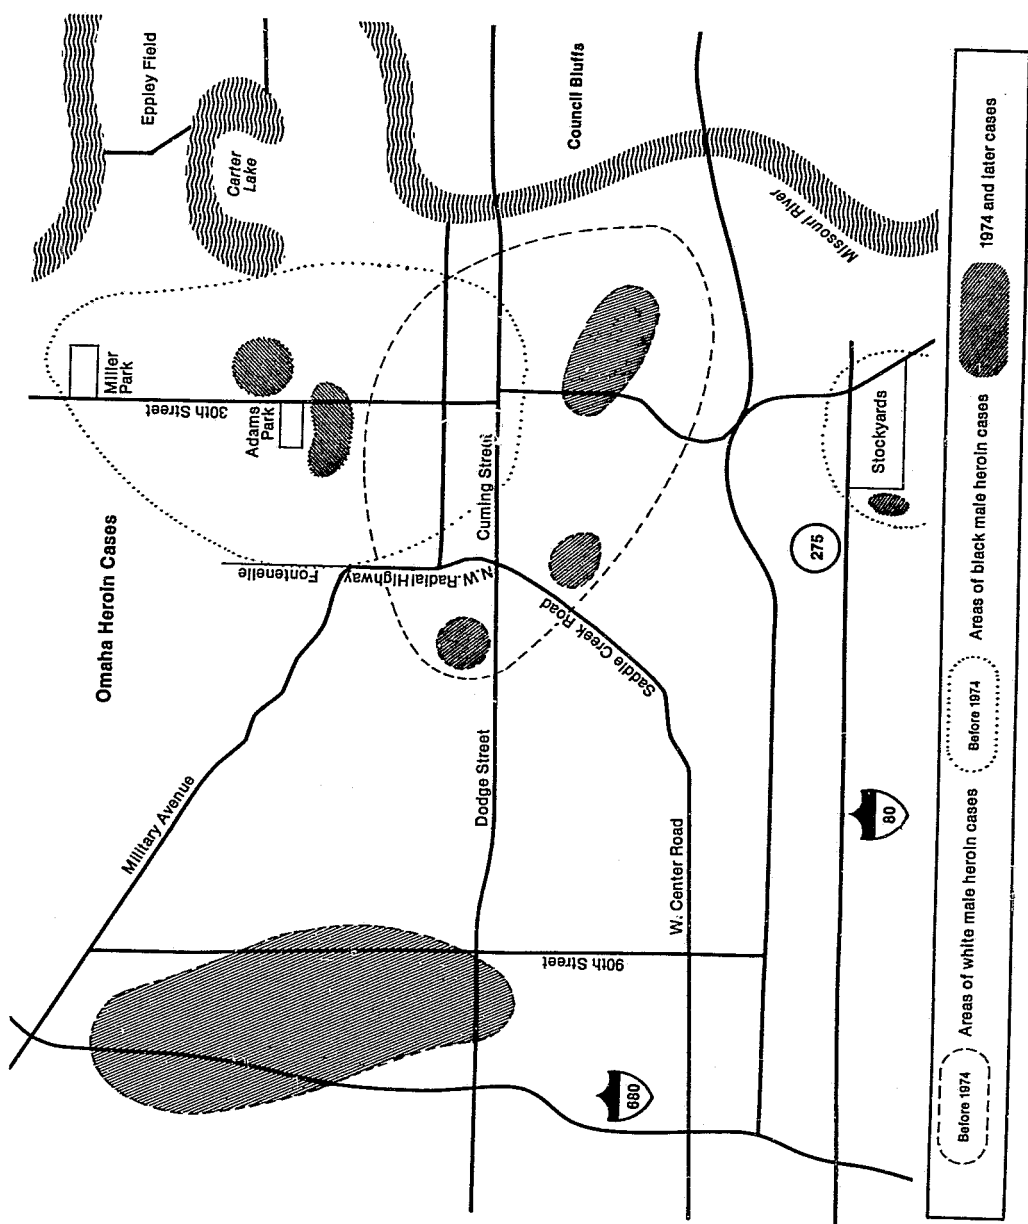 Omaha Heroin Cases
Eppley Field
Carter
Lake
Council Bluffs
Missouri River
Miller
Park
30th Street
Adams
Park
Fontenelle
N.W. Radial Highway
Cuming Street
Military Avenue
Dodge Street
Saddle Creek Road
W. Center Road
90th Street
Stockyards
275
80
680
Before 1974
Areas of white male heroin cases
Before 1974
Areas of black male heroin cases
1974 and later cases